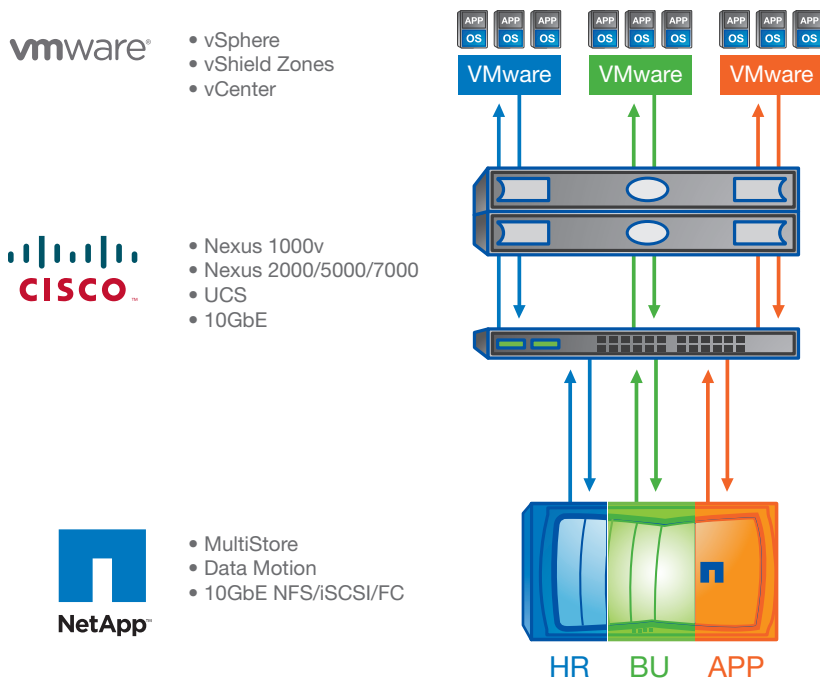 APP APP APP APP APP APP APP APP APP
OS OS OS OS OS OS OS OS OS
vmware®
• vSphere
• vShield Zones
• vCenter
VMware VMware VMware
CISCO™
• Nexus 1000v
• Nexus 2000/5000/7000
• UCS
• 10GbE
NetApp™
• MultiStore
• Data Motion
• 10GbE NFS/iSCSI/FC
HR BU APP